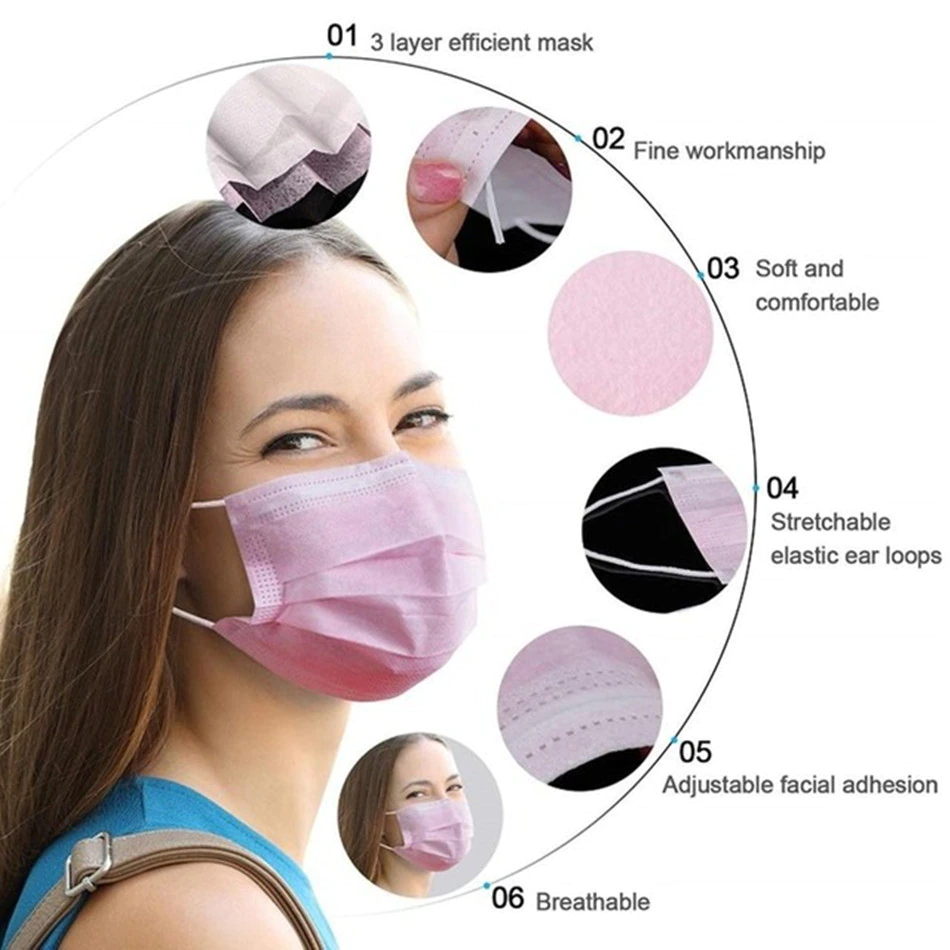 01 3 layer efficient mask
02 Fine workmanship
03 Soft and
comfortable
04
Stretchable
elastic ear loops
05
Adjustable facial adhesion
06 Breathable